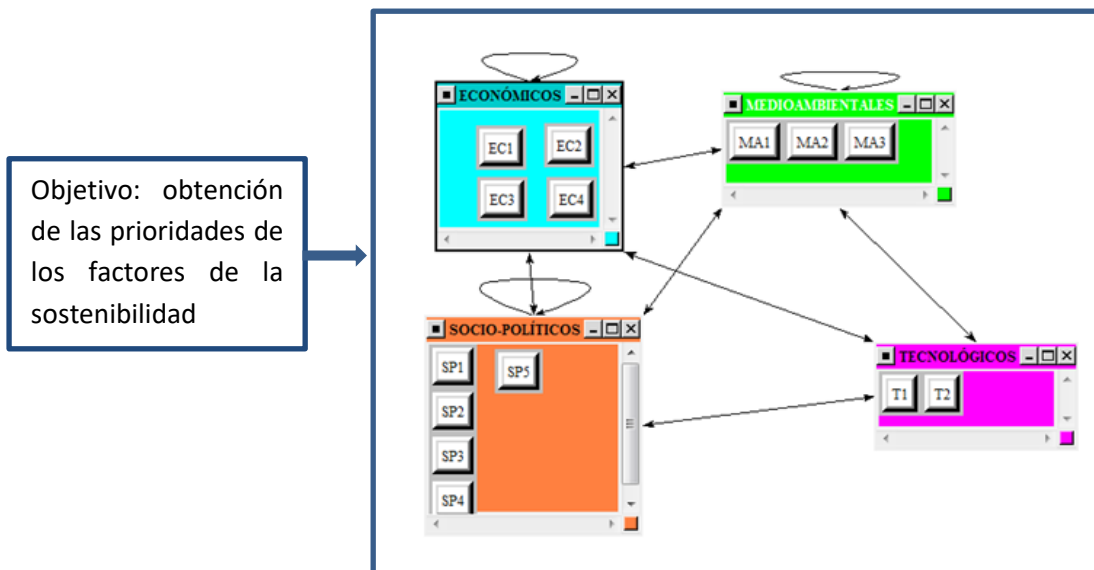 Objetivo: obtención
de las prioridades de
los factores de la
sostenibilidad
ECONÓMICOS
EC1 EC2
EC3 EC4
MEDIOAMBIENTALES
MA1 MA2 MA3
SOCIO-POLÍTICOS
SP1 SP5
SP2
SP3
SP4
TECNOLÓGICOS
T1 T2